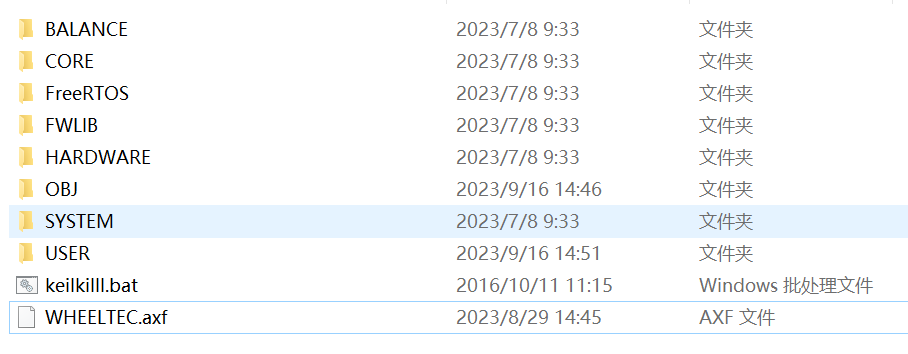 BALANCE 2023/7/8 9:33 文件夹
CORE 2023/7/8 9:33 文件夹
FreeRTOS 2023/7/8 9:33 文件夹
FWLIB 2023/7/8 9:33 文件夹
HARDWARE 2023/7/8 9:33 文件夹
OBJ 2023/9/16 14:46 文件夹
SYSTEM 2023/7/8 9:33 文件夹
USER 2023/9/16 14:51 文件夹
keilkilll.bat 2016/10/11 11:15 Windows 批处理文件
WHEELTEC.axf 2023/8/29 14:45 AXF 文件